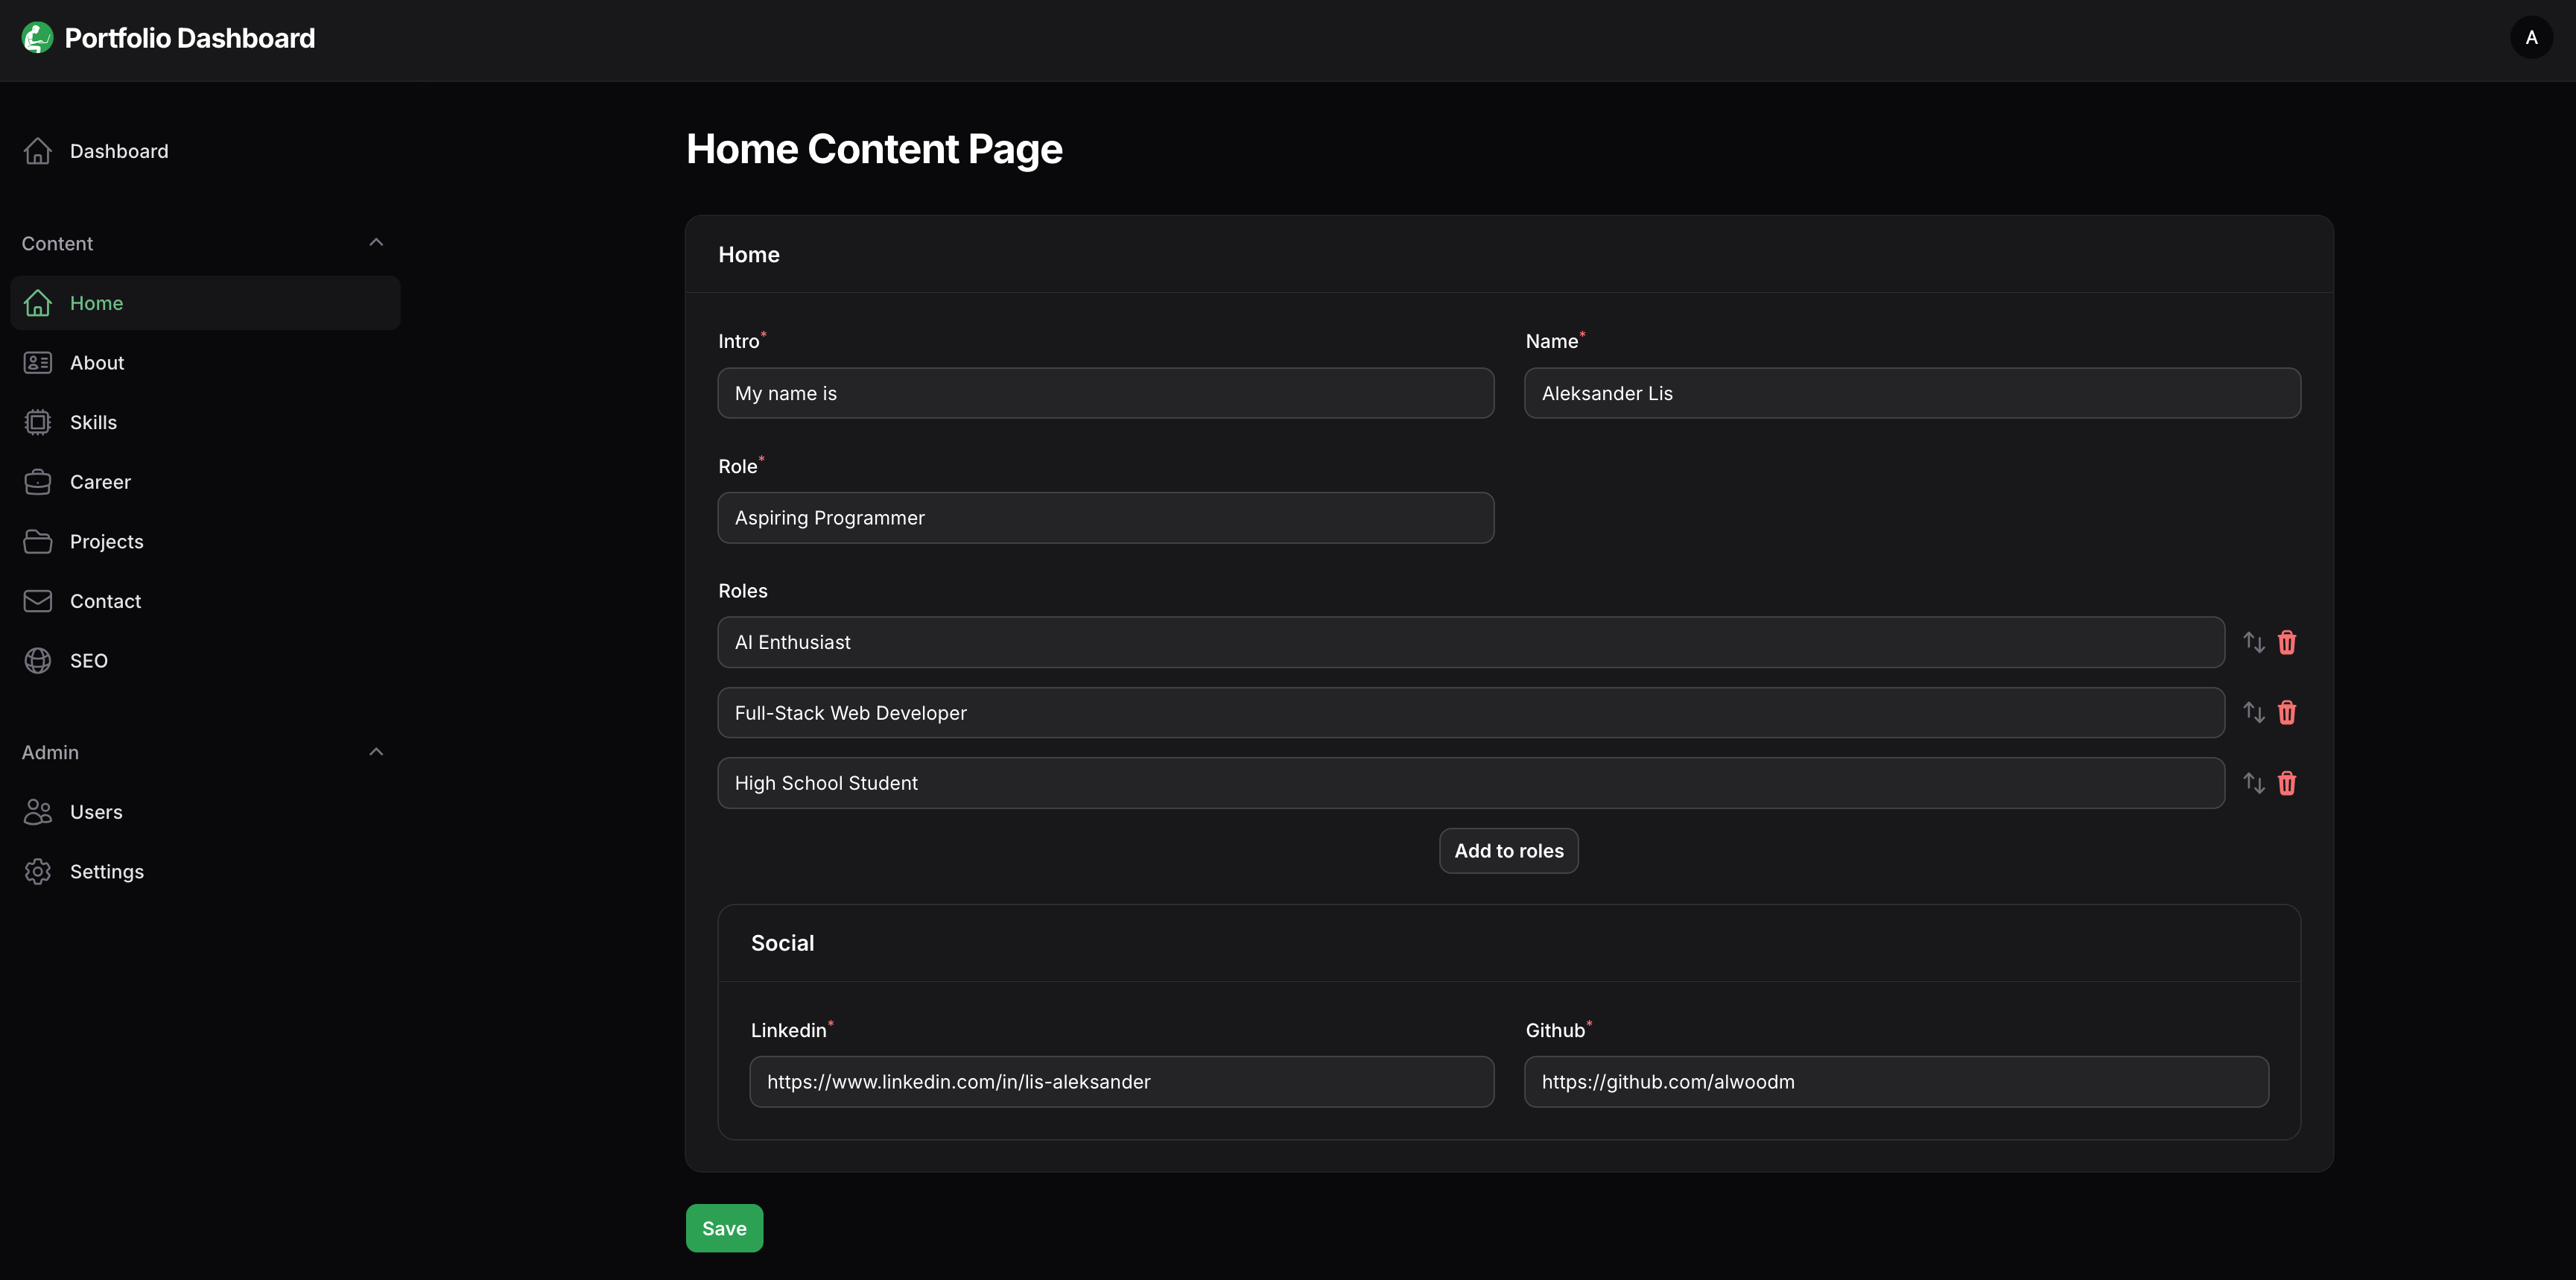 Portfolio Dashboard
A
Dashboard
Content
Home
About
Skills
Career
Projects
Contact
SEO
Admin
Users
Settings
Home Content Page
Home
Intro*
Name*
My name is
Aleksander Lis
Role*
Aspiring Programmer
Roles
AI Enthusiast
Full-Stack Web Developer
High School Student
Add to roles
Social
Linkedin*
Github*
https://www.linkedin.com/in/lis-aleksander
https://github.com/alwoodm
Save